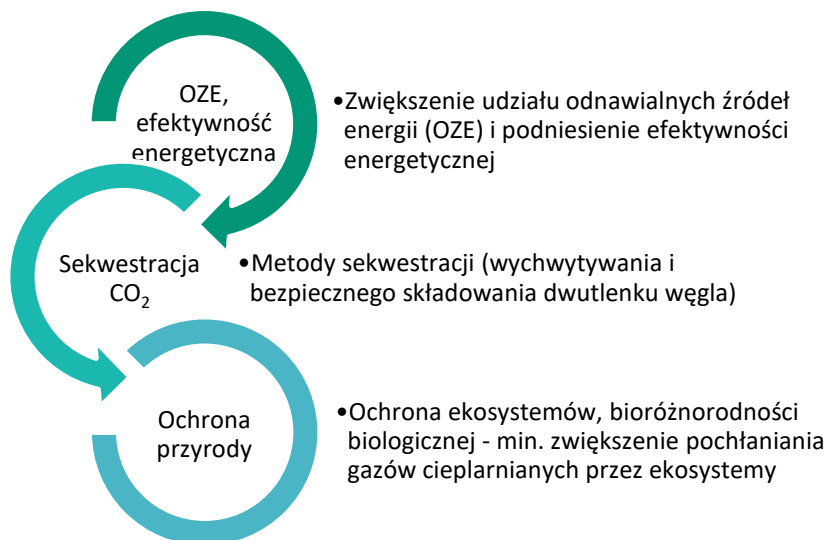 OZE,
efektywność
energetyczna
•Zwiększenie udziału odnawialnych źródeł
energii (OZE) i podniesienie efektywności
energetycznej
Sekwestracja
CO₂
•Metody sekwestracji (wychwytywania i
bezpiecznego składowania dwutlenku węgla)
Ochrona
przyrody
•Ochrona ekosystemów, bioróżnorodności
biologicznej - min. zwiększenie pochłaniania
gazów cieplarnianych przez ekosystemy